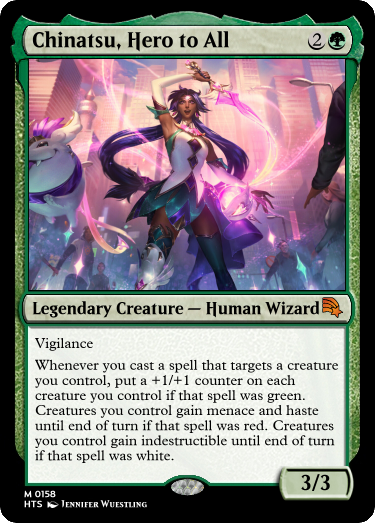 Chinatsu, Hero to All 2
Legendary Creature — Human Wizard
Vigilance
Whenever you cast a spell that targets a creature
you control, put a +1/+1 counter on each
creature you control if that spell was green.
Creatures you control gain menace and haste
until end of turn if that spell was red. Creatures
you control gain indestructible until end of turn
if that spell was white.
3/3
M 0158
HTS Jennifer Wuestling